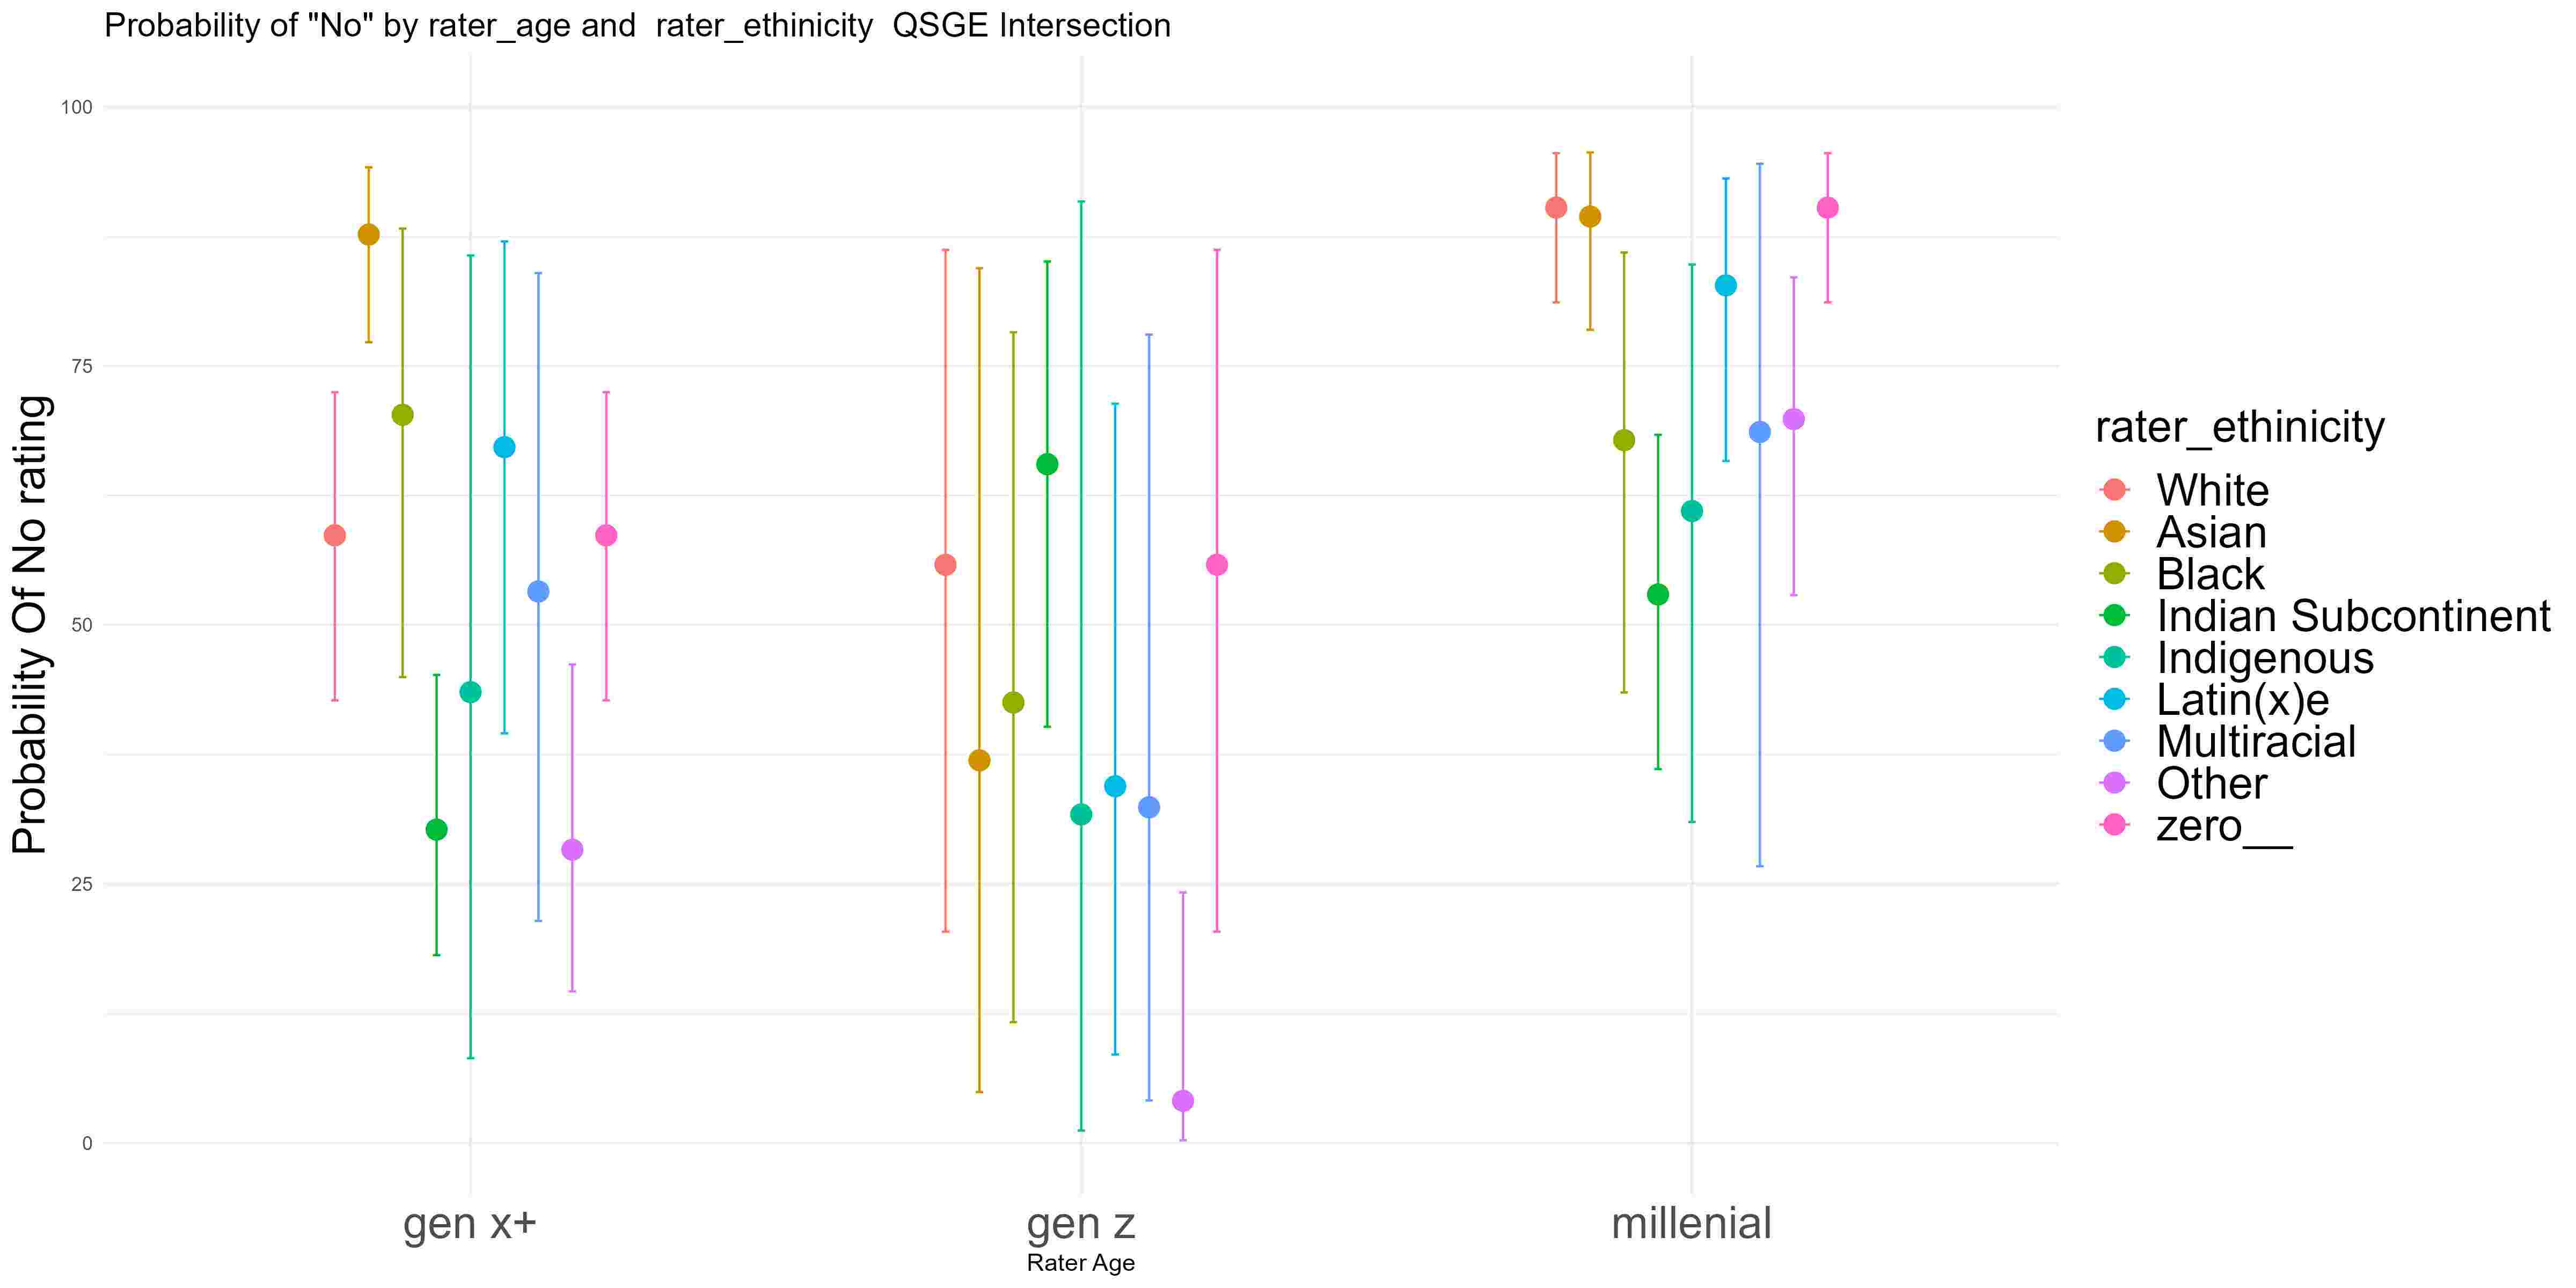 Probability of "No" by rater_age and  rater_ethinicity  QSGE Intersection
Probability Of No rating
100
75
50
25
0
gen x+
gen z
millenial
Rater Age
rater_ethinicity
White
Asian
Black
Indian Subcontinent
Indigenous
Latin(x)e
Multiracial
Other
zero__